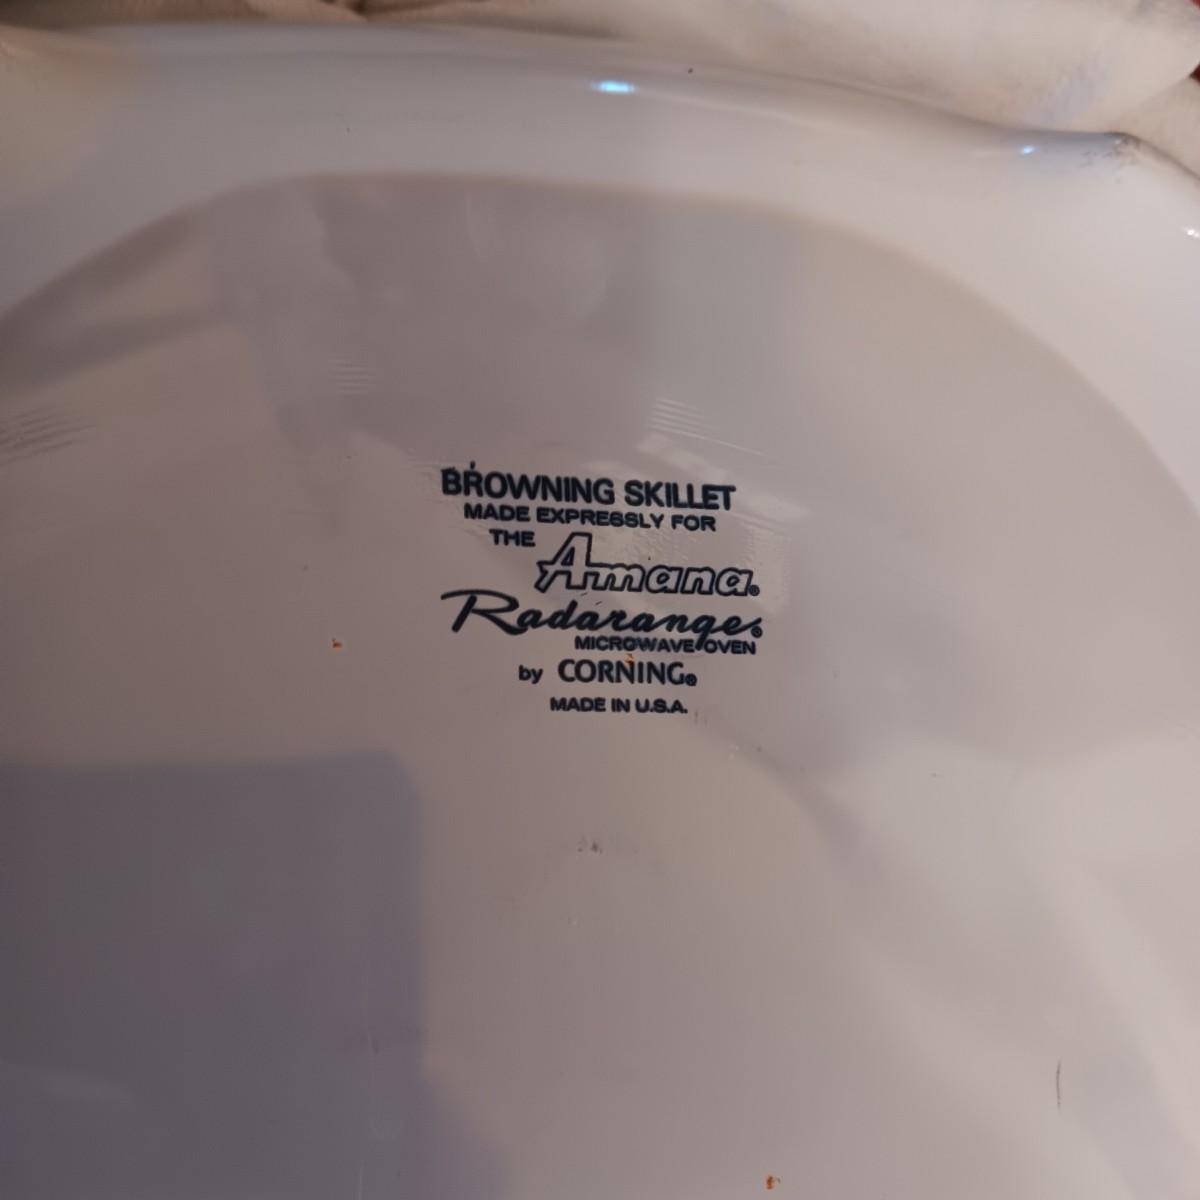 BROWNING SKILLET
MADE EXPRESSLY FOR
THE Amana®
Radarange®
MICROWAVE OVEN
by CORNING®
MADE IN U.S.A.